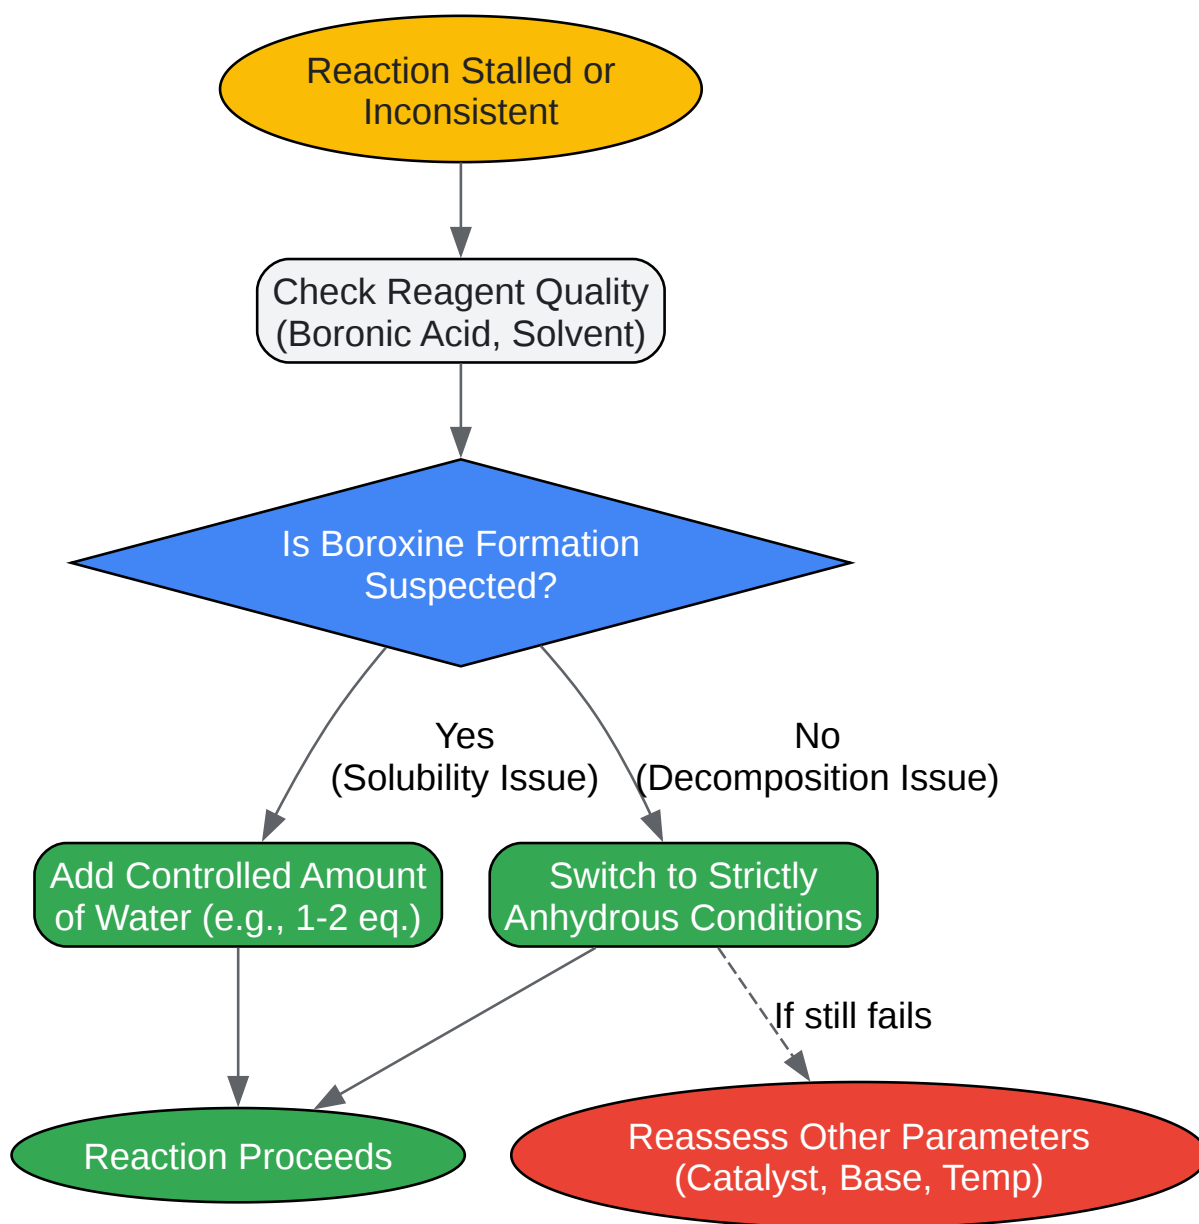 Reaction Stalled or
Inconsistent
Check Reagent Quality
(Boronic Acid, Solvent)
Is Boroxine Formation
Suspected?
Yes
(Solubility Issue)
No
(Decomposition Issue)
Add Controlled Amount
of Water (e.g., 1-2 eq.)
Switch to Strictly
Anhydrous Conditions
If still fails
Reaction Proceeds
Reassess Other Parameters
(Catalyst, Base, Temp)